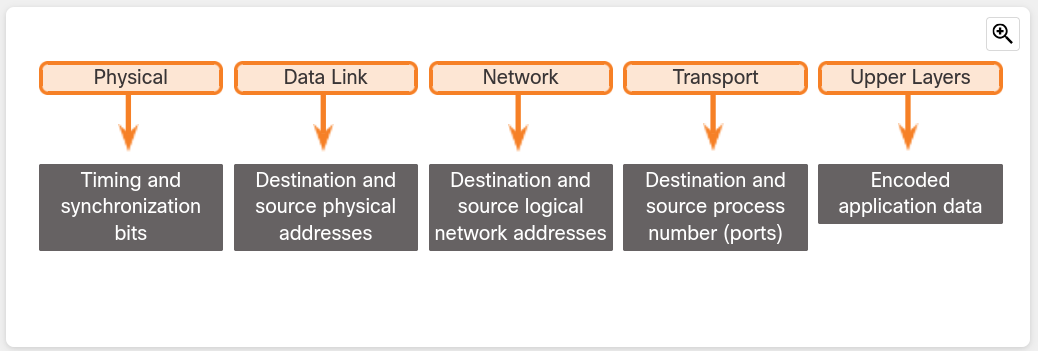 Physical
Data Link
Network
Transport
Upper Layers
Timing and
synchronization
bits
Destination and
source physical
addresses
Destination and
source logical
network addresses
Destination and
source process
number (ports)
Encoded
application data